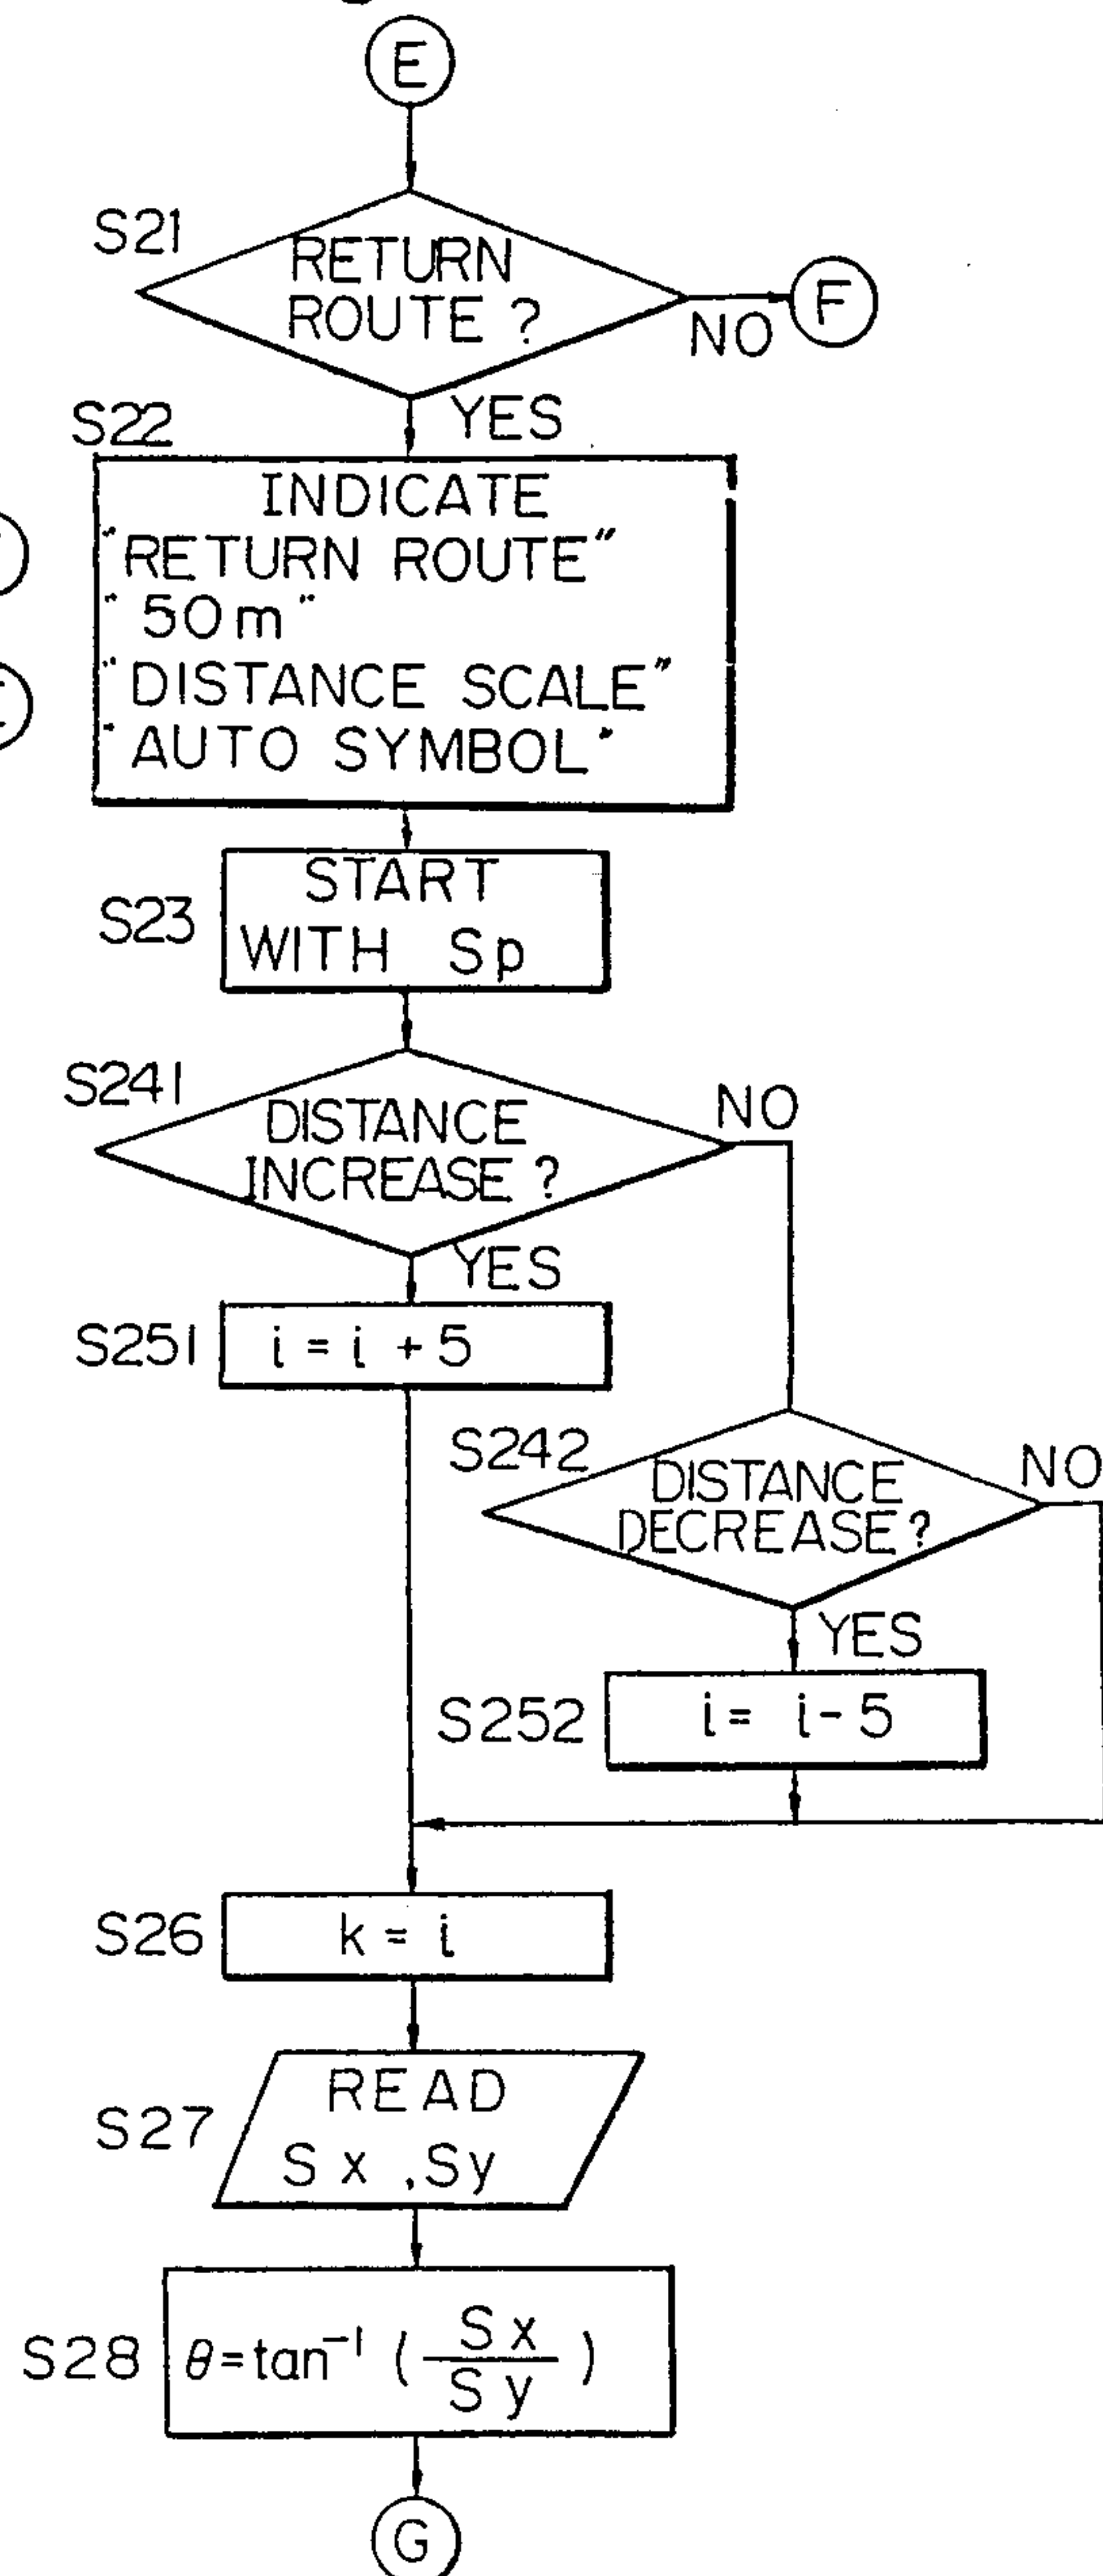 E
S21
RETURN
ROUTE ?
NO
F
YES
S22
INDICATE
"RETURN ROUTE"
"50m"
"DISTANCE SCALE"
"AUTO SYMBOL"
S23
START
WITH Sp
S241
DISTANCE
INCREASE ?
NO
YES
S251
i = i + 5
S242
DISTANCE
DECREASE ?
NO
YES
S252
i = i - 5
S26
k = i
S27
READ
Sx , Sy
S28
θ = tan⁻¹ ( Sx / Sy )
G